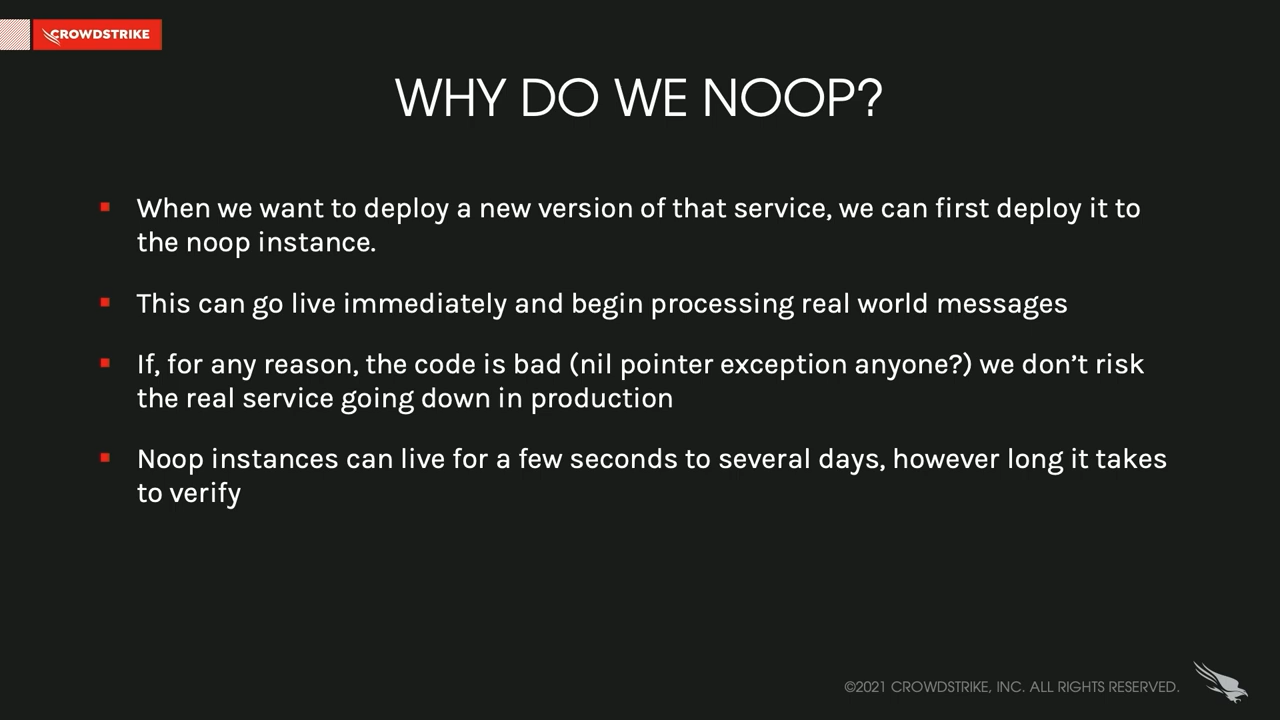 CROWDSTRIKE
WHY DO WE NOOP?
When we want to deploy a new version of that service, we can first deploy it to
the noop instance.
This can go live immediately and begin processing real world messages
If, for any reason, the code is bad (nil pointer exception anyone?) we don’t risk
the real service going down in production
Noop instances can live for a few seconds to several days, however long it takes
to verify
©2021 CROWDSTRIKE, INC. ALL RIGHTS RESERVED.